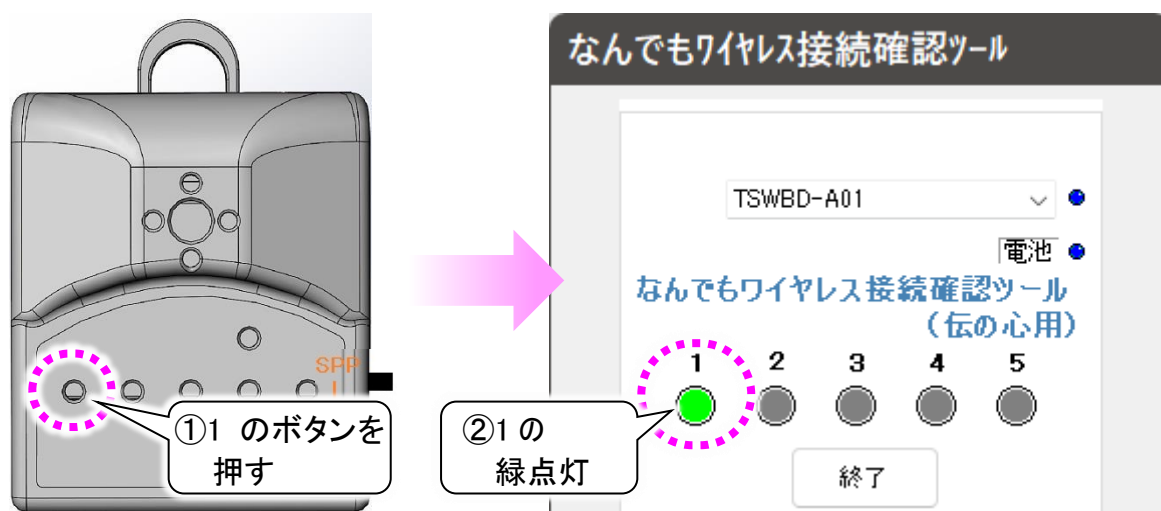 SPP
①1 のボタンを
押す
なんでもワイヤレス接続確認ツール
TSWBD-A01
電池
なんでもワイヤレス接続確認ツール
(伝の心用)
1 2 3 4 5
②1の
緑点灯
終了